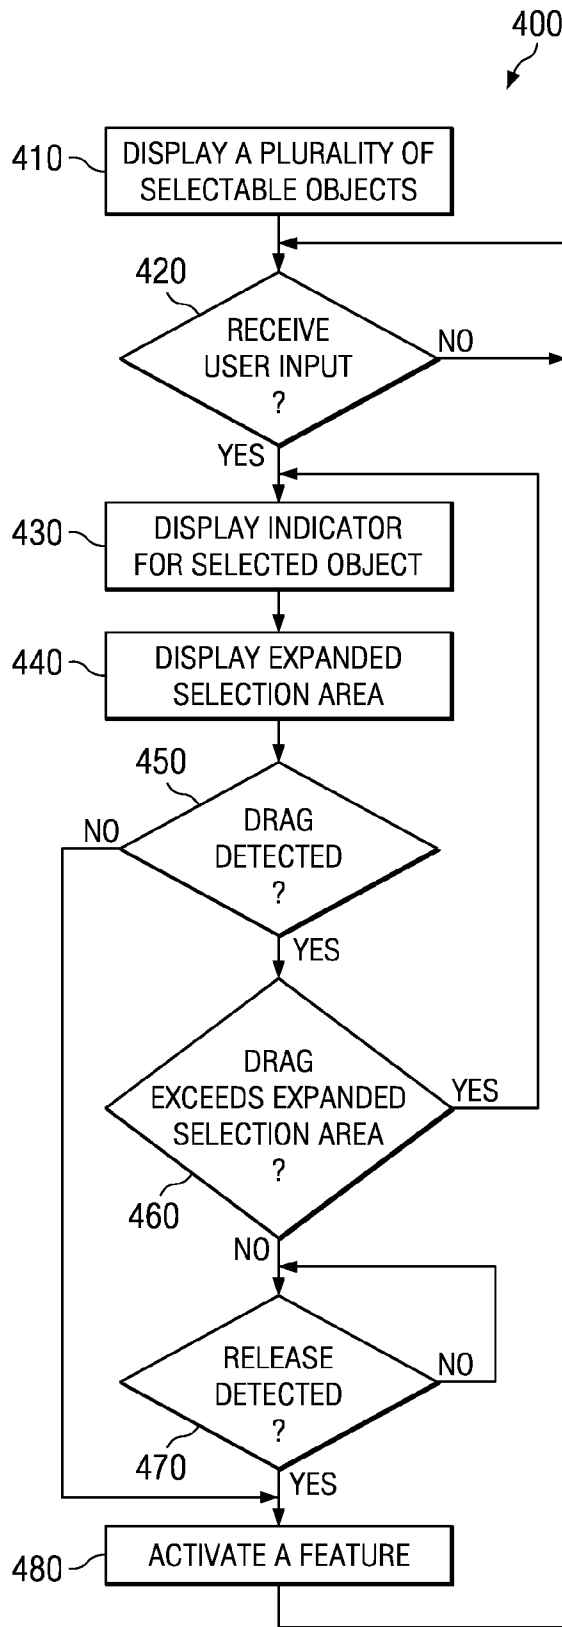 400
410
DISPLAY A PLURALITY OF
SELECTABLE OBJECTS
420
RECEIVE
USER INPUT
?
NO
YES
430
DISPLAY INDICATOR
FOR SELECTED OBJECT
440
DISPLAY EXPANDED
SELECTION AREA
450
NO
DRAG
DETECTED
?
YES
DRAG
EXCEEDS EXPANDED
SELECTION AREA
?
YES
460
NO
RELEASE
DETECTED
?
NO
470
YES
480
ACTIVATE A FEATURE